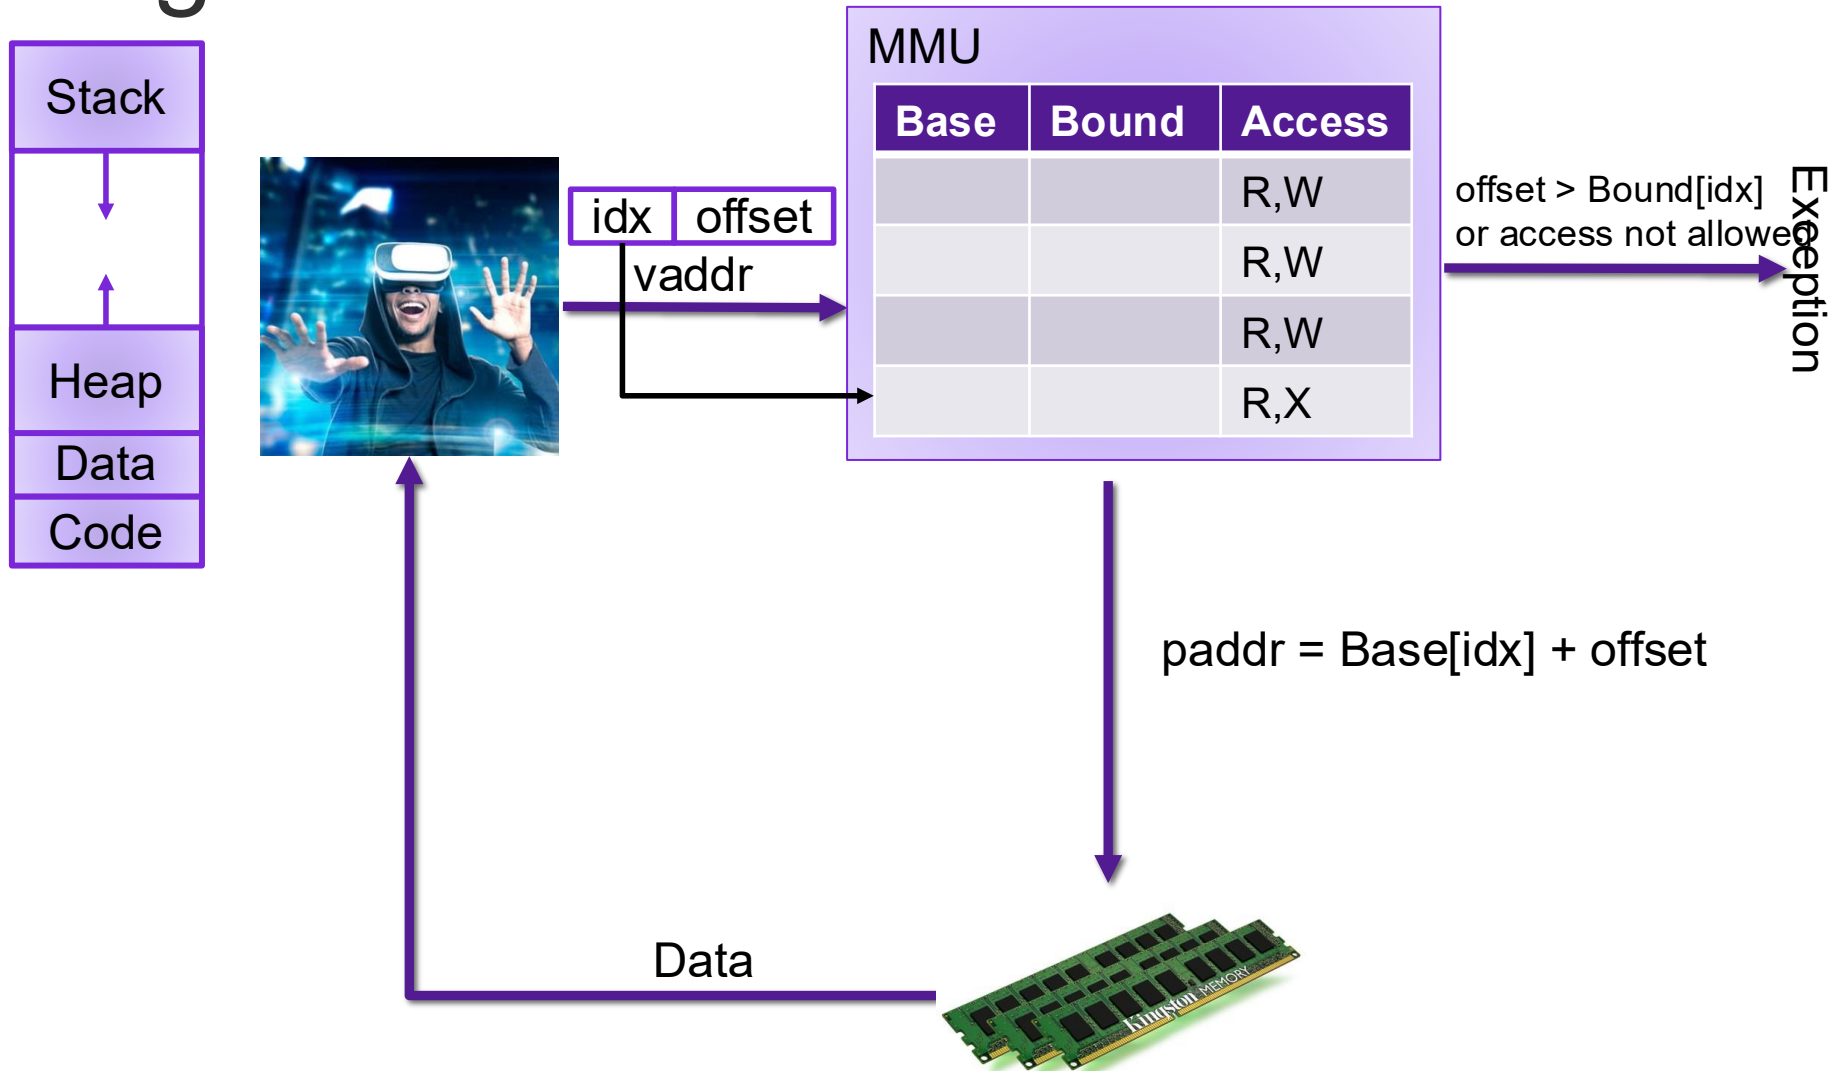 Stack
Heap
Data
Code
idx offset
vaddr
MMU
Base Bound Access
R,W
R,W
R,W
R,X
offset > Bound[idx]
or access not allowed
Exception
paddr = Base[idx] + offset
Data
Kingston MEMORY